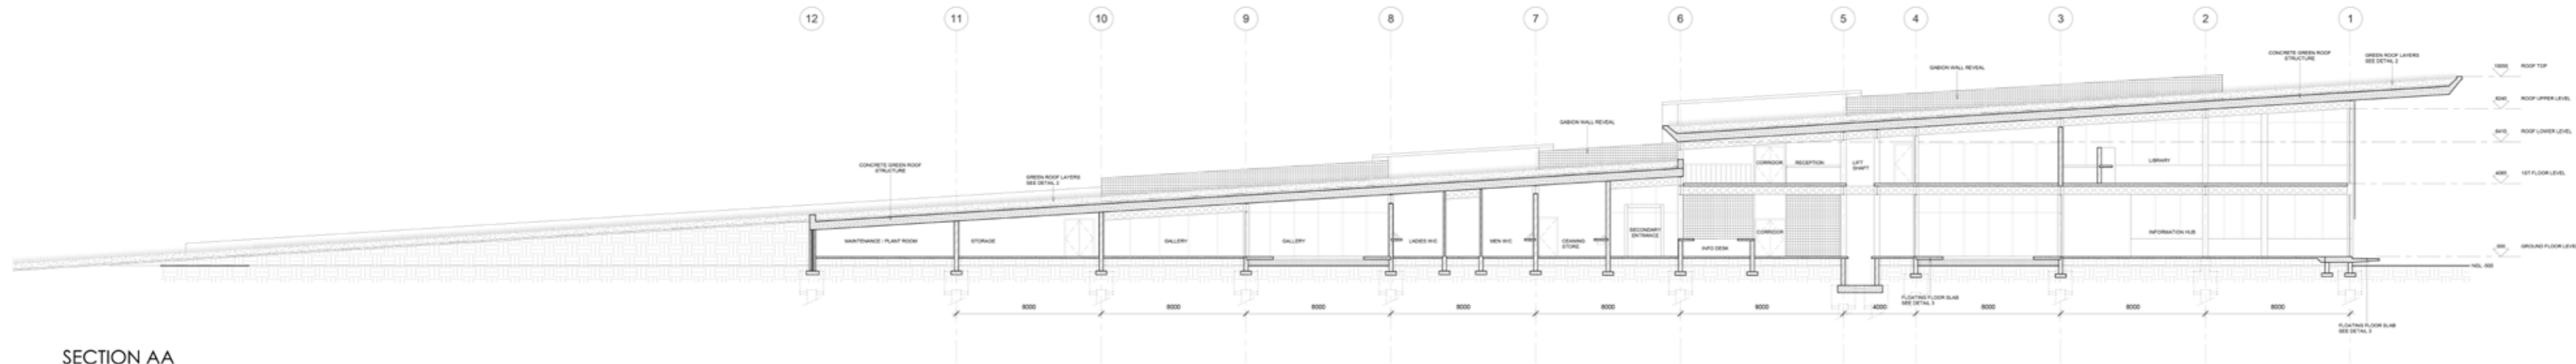 12
11
10
9
8
7
6
5
4
3
2
1
CONCRETE GREEN ROOF
STRUCTURE
GREEN ROOF LAYERS
SEE DETAIL 2
GABION WALL REVEAL
ROOF TOP
ROOF UPPER LEVEL
GABION WALL REVEAL
ROOF LOWER LEVEL
CONCRETE GREEN ROOF
STRUCTURE
GREEN ROOF LAYERS
SEE DETAIL 2
CORRIDOR
RECEPTION
LIFT
SHAFT
LIBRARY
1ST FLOOR LEVEL
MAINTENANCE / PLANT ROOM
STORAGE
GALLERY
GALLERY
LADIES W/C
MEN W/C
CEANING
STORE
SECONDARY
ENTRANCE
INFO DESK
CORRIDOR
INFORMATION HUB
GROUND FLOOR LEVEL
NGL -500
FLOATING FLOOR SLAB
SEE DETAIL 3
8000
8000
8000
8000
8000
9000
4000
8000
8000
8000
FLOATING FLOOR SLAB
SEE DETAIL 3
SECTION AA